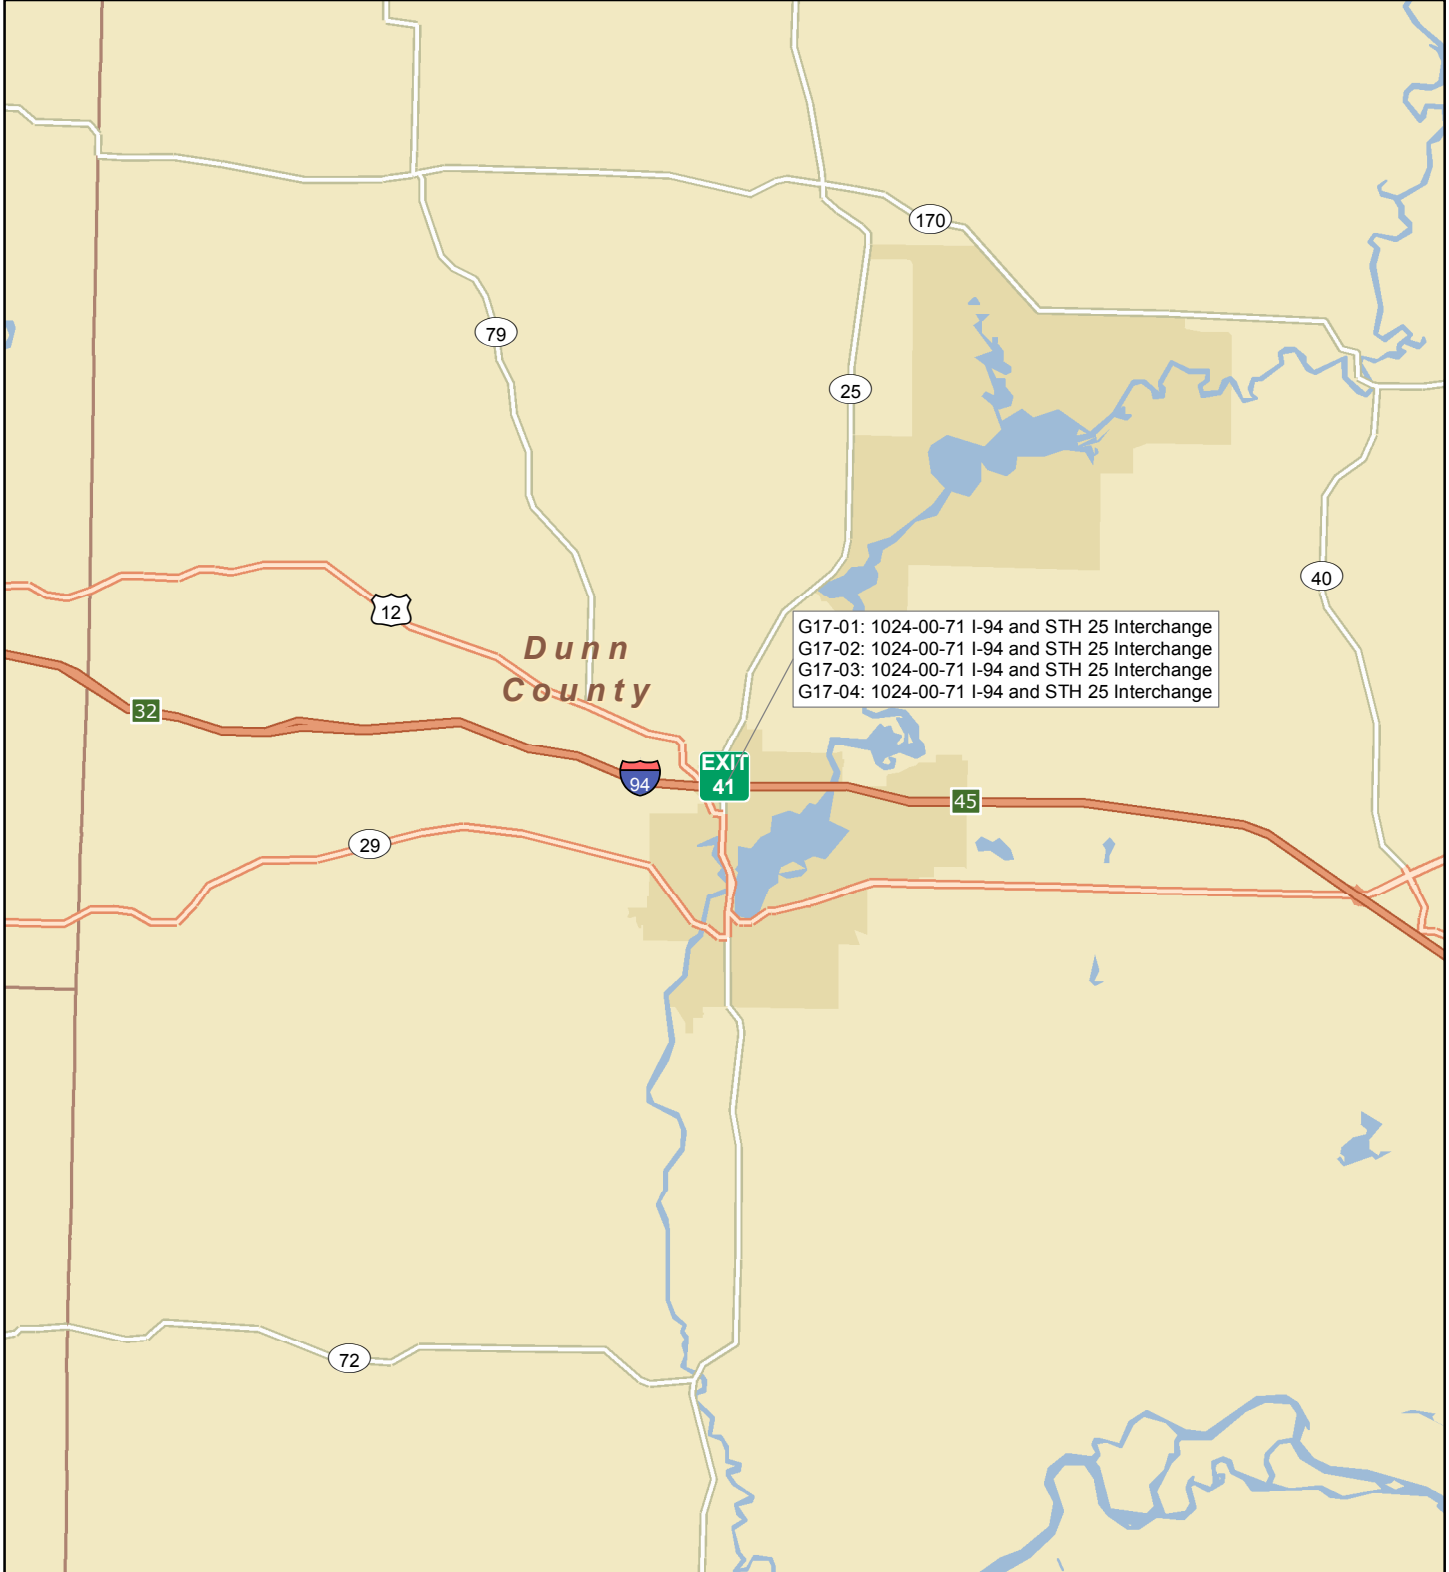 170
79
25
40
12
G17-01: 1024-00-71 I-94 and STH 25 Interchange
G17-02: 1024-00-71 I-94 and STH 25 Interchange
G17-03: 1024-00-71 I-94 and STH 25 Interchange
G17-04: 1024-00-71 I-94 and STH 25 Interchange
Dunn
County
32
EXIT
41
94
45
29
72